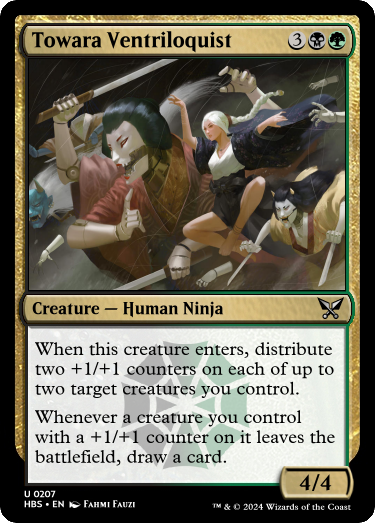 Towara Ventriloquist 3
Creature — Human Ninja
When this creature enters, distribute
two +1/+1 counters on each of up to
two target creatures you control.
Whenever a creature you control
with a +1/+1 counter on it leaves the
battlefield, draw a card.
4/4
U 0207
HBS • EN Fahmi Fauzi
™ & © 2024 Wizards of the Coast